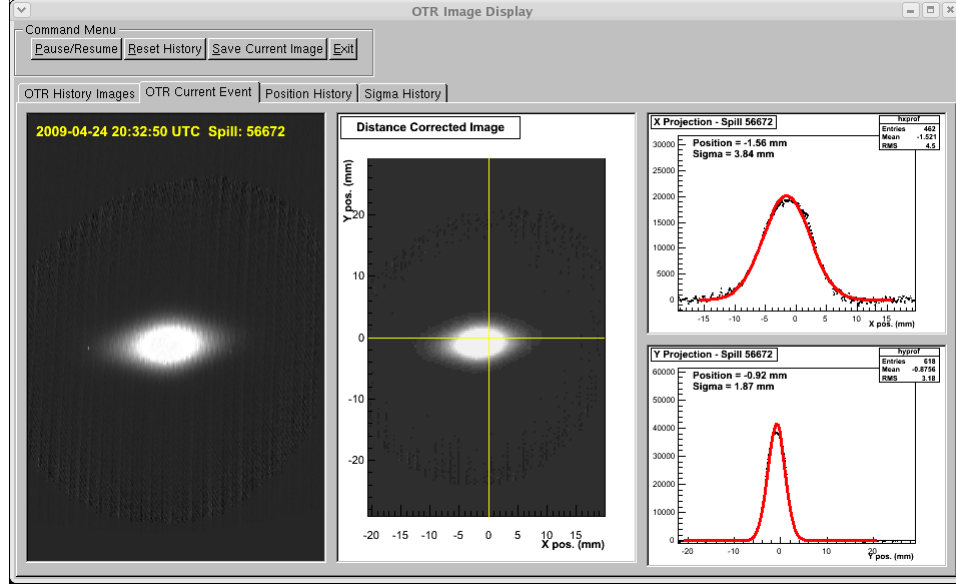 OTR Image Display
Command Menu
Pause/Resume Reset History Save Current Image Exit
OTR History Images OTR Current Event Position History Sigma History
2009-04-24 20:32:50 UTC Spill: 56672
Distance Corrected Image
Y pos. (mm)
20
10
0
-10
-20
-20 -15 -10 -5 0 5 10 15
X pos. (mm)
X Projection - Spill 56672
hxprof
Entries 462
Mean -1.521
RMS 4.5
Position = -1.56 mm
Sigma = 3.84 mm
30000
25000
20000
15000
10000
5000
0
-15 -10 -5 0 5 10 15
X pos. (mm)
Y Projection - Spill 56672
hyprof
Entries 618
Mean -0.8756
RMS 3.18
Position = -0.92 mm
Sigma = 1.87 mm
60000
50000
40000
30000
20000
10000
0
-20 -10 0 10 20
Y pos. (mm)